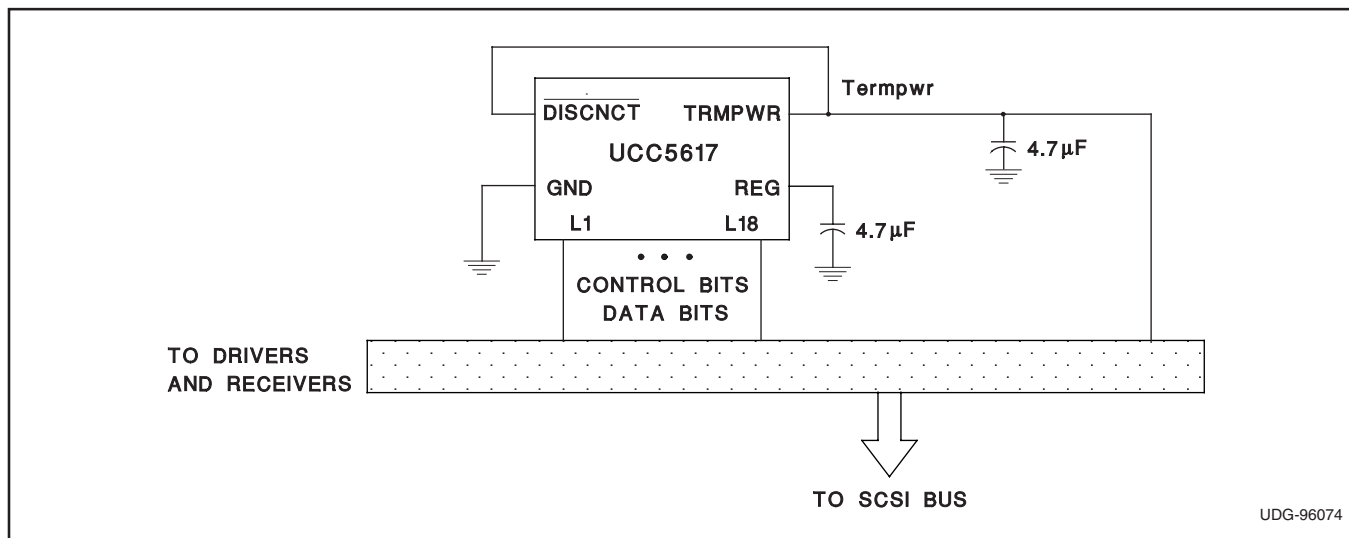 Termpwr
DISCNCT TRMPWR
UCC5617
4.7µF
GND REG
L1 L18
4.7µF
• • •
CONTROL BITS
DATA BITS
TO DRIVERS
AND RECEIVERS
TO SCSI BUS
UDG-96074